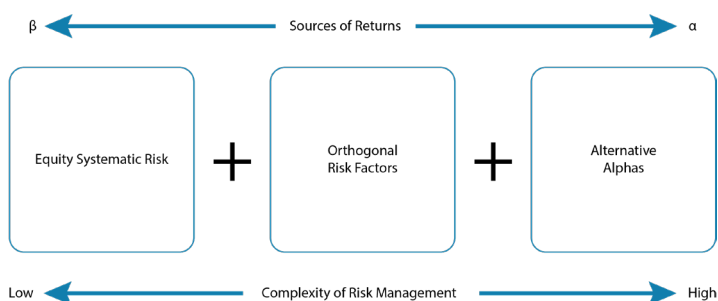 β Sources of Returns α
Equity Systematic Risk
+
Orthogonal
Risk Factors
+
Alternative
Alphas
Low Complexity of Risk Management High